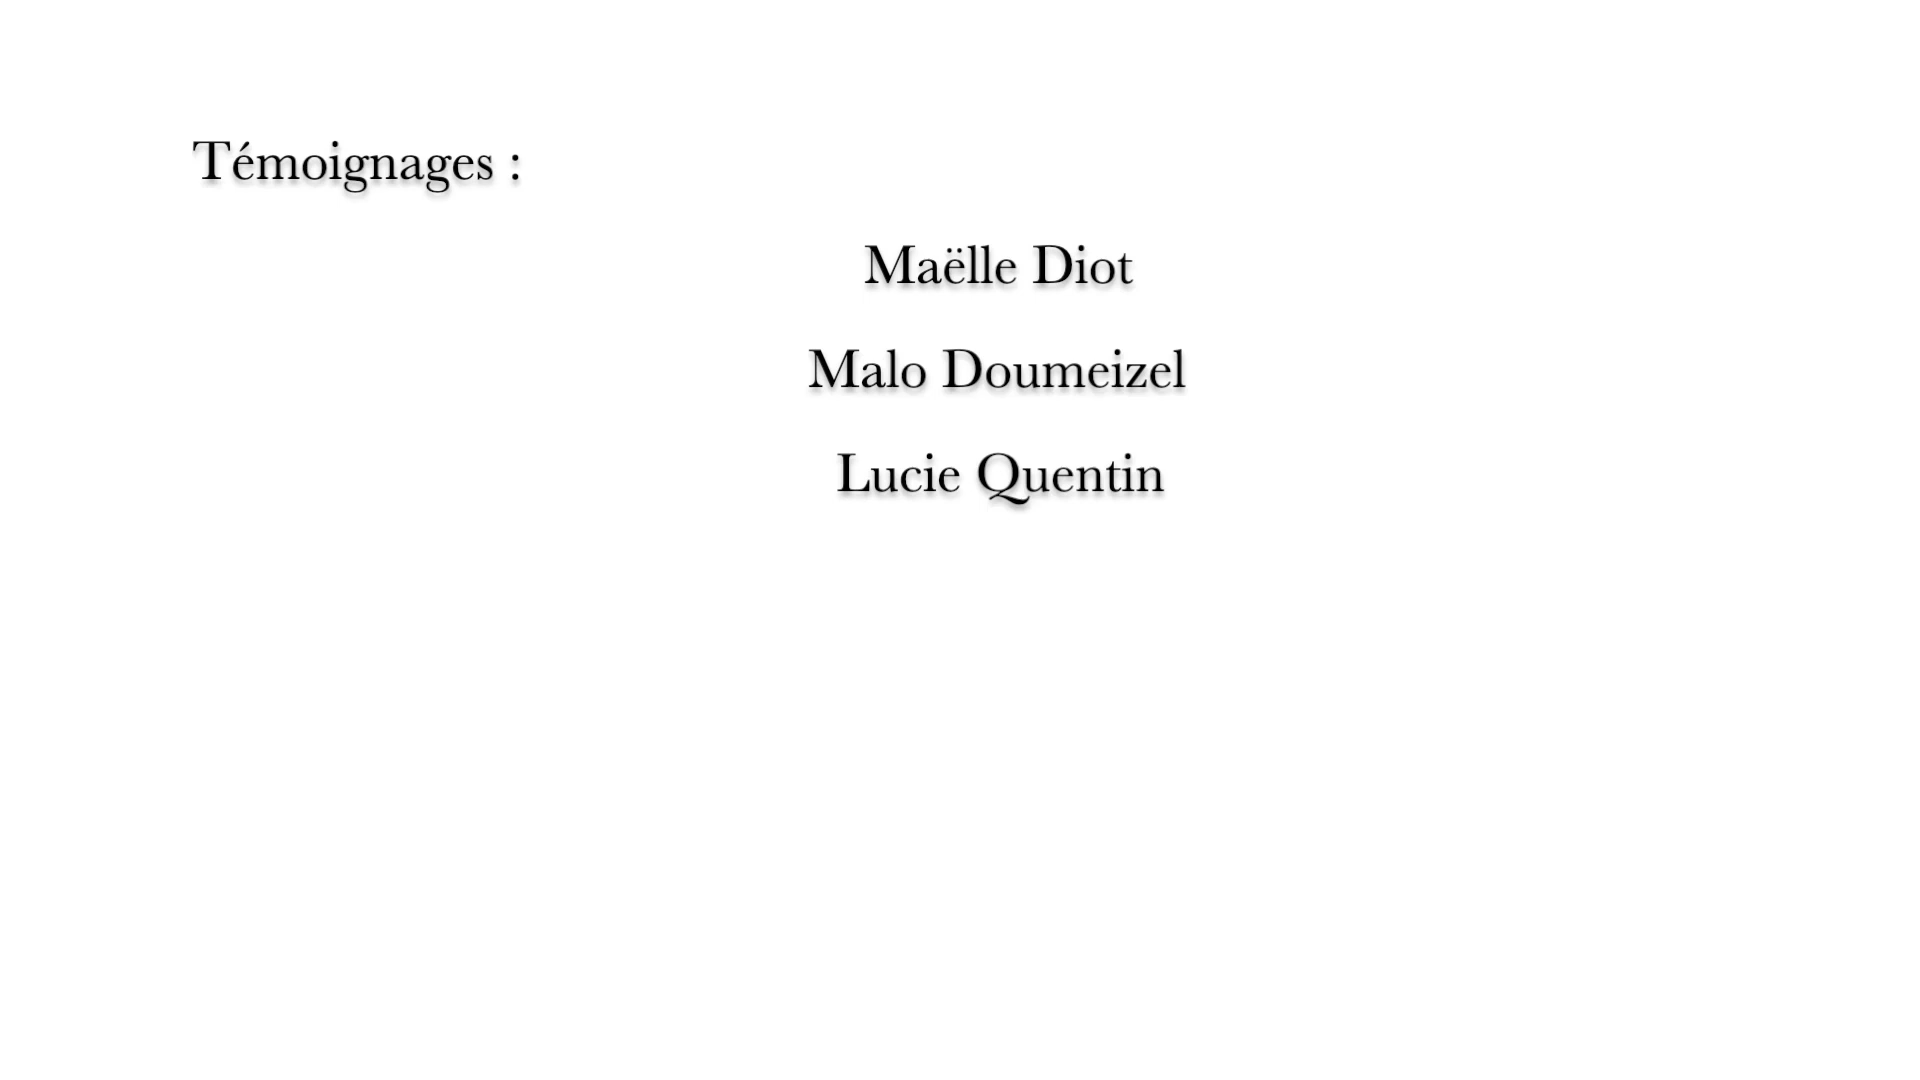 Témoignages :
Maëlle Diot
Malo Doumeizel
Lucie Quentin